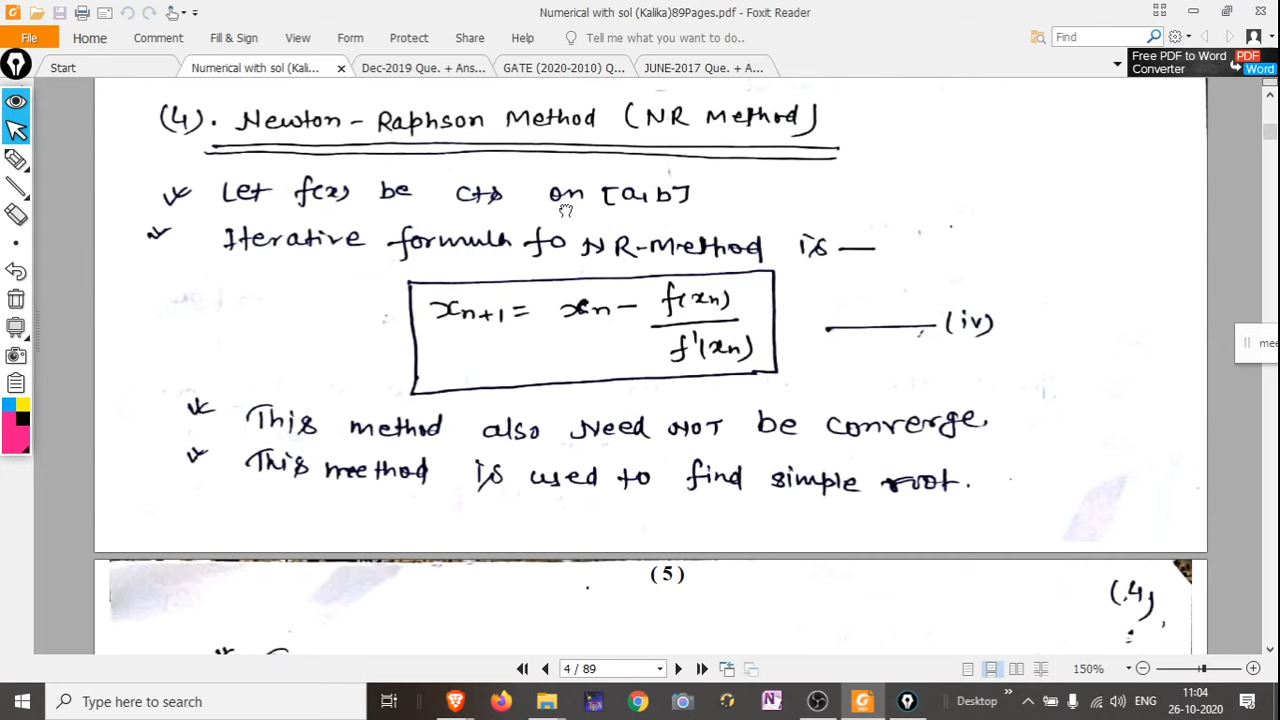 Numerical with sol (Kalika)89Pages.pdf - Foxit Reader
File Home Comment Fill & Sign View Form Protect Share Help Tell me what you want to do.. Find
Start Numerical with sol (Kali... Dec-2019 Que. + Ans... GATE (2020-2010) Q... JUNE-2017 Que. + A...
Free PDF to Word Converter
PDF
Word
(4). Newton-Raphson Method (NR Method)
Let f(x) be cts on [a,b]
Iterative formula fo NR-Method is —
xn+1 = xn - f(xn) / f'(xn) ——— (iv)
This method also Need NOT be converge.
This method is used to find simple root.
mee
(5)
(4)
4 / 89 150%
Type here to search
Desktop » ENG 11:04
26-10-2020